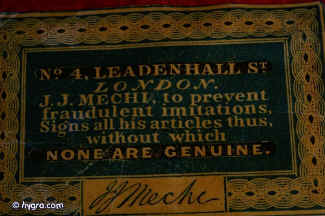 Nº 4, LEADENHALL ST
LONDON.
J. J. MECHI, to prevent
fraudulent imitations,
Signs all his articles thus,
without which
NONE ARE GENUINE.
JJ Meche
© hygra.com